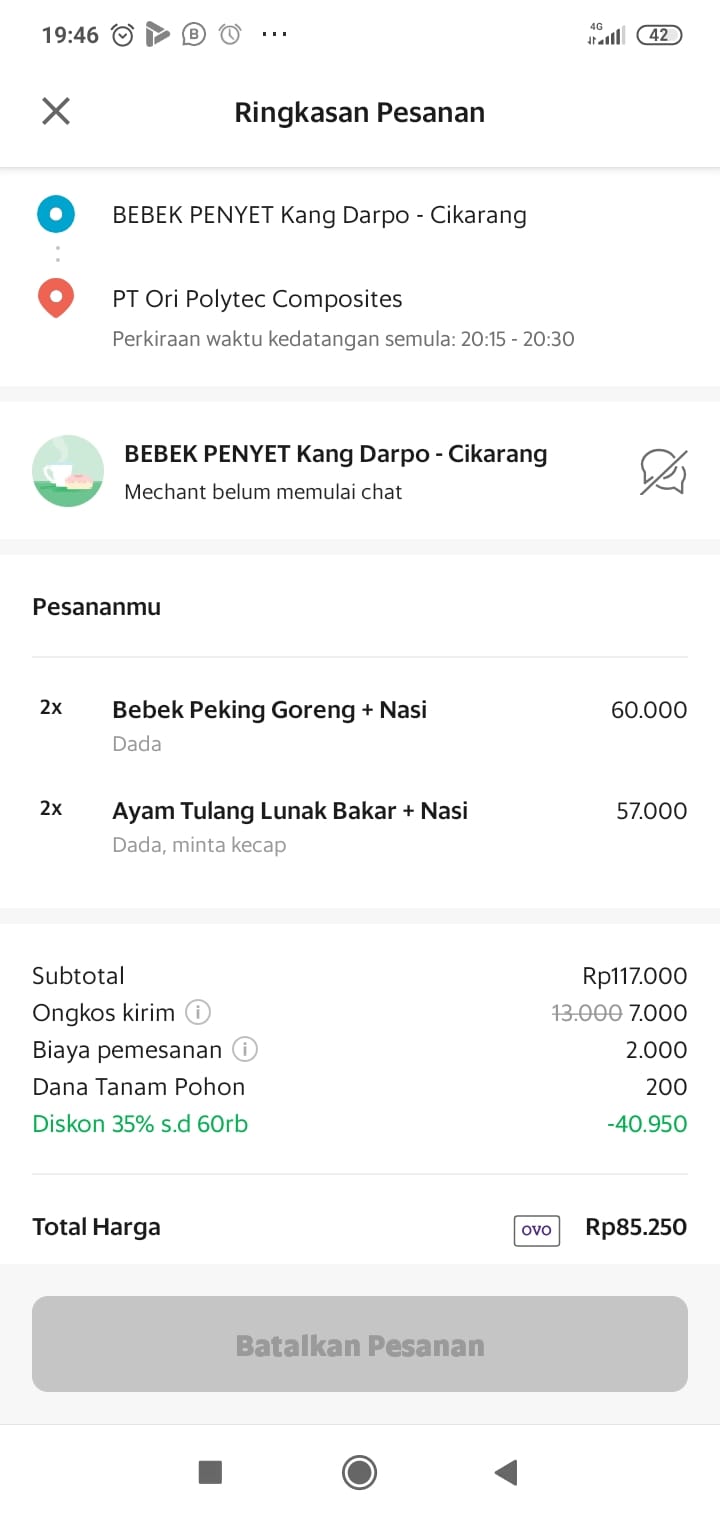 19:46
4G
42
Ringkasan Pesanan
BEBEK PENYET Kang Darpo - Cikarang
PT Ori Polytec Composites
Perkiraan waktu kedatangan semula: 20:15 - 20:30
BEBEK PENYET Kang Darpo - Cikarang
Mechant belum memulai chat
Pesananmu
2x Bebek Peking Goreng + Nasi 60.000
Dada
2x Ayam Tulang Lunak Bakar + Nasi 57.000
Dada, minta kecap
Subtotal Rp117.000
Ongkos kirim 13.000 7.000
Biaya pemesanan 2.000
Dana Tanam Pohon 200
Diskon 35% s.d 60rb -40.950
Total Harga OVO Rp85.250
Batalkan Pesanan